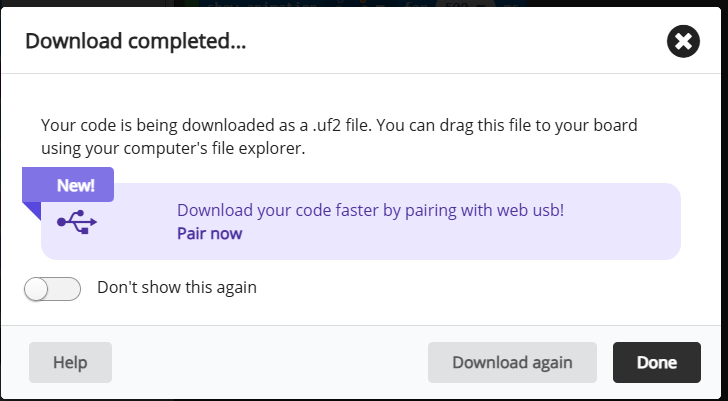 Download completed...
Your code is being downloaded as a .uf2 file. You can drag this file to your board
using your computer's file explorer.
New!
Download your code faster by pairing with web usb!
Pair now
Don't show this again
Help
Download again
Done